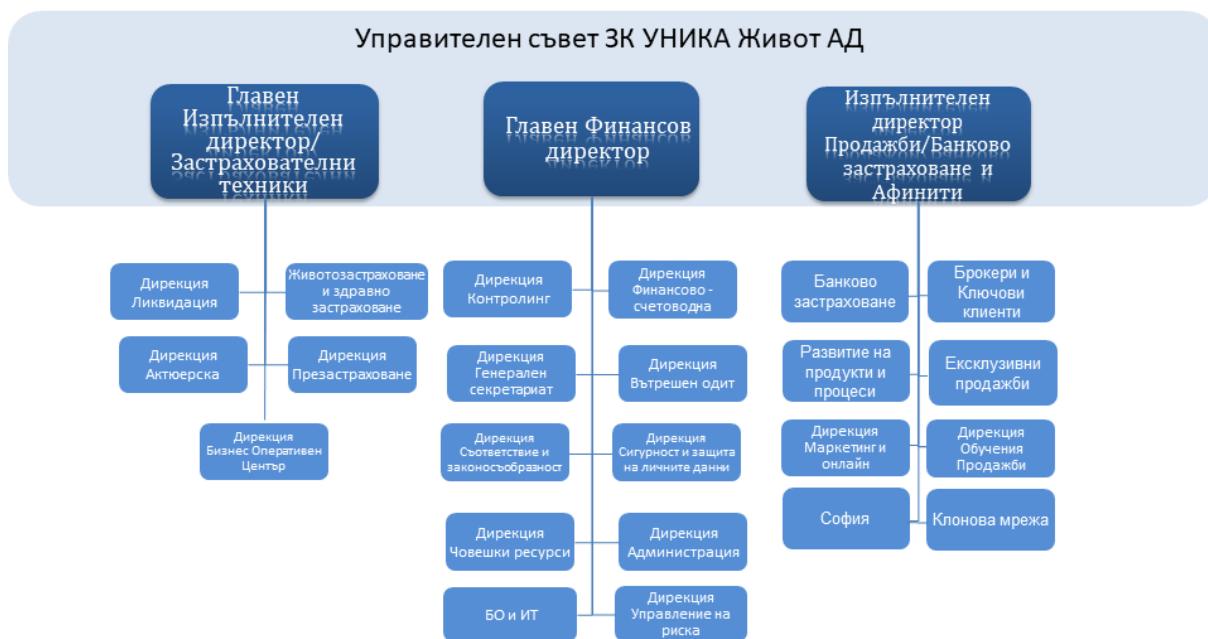 Управителен съвет ЗК УНИКА Живот АД
Главен
Изпълнителен
директор/
Застрахователни
техники
Главен Финансов
директор
Изпълнителен
директор
Продажби/Банково
застраховане и
Афинити
Дирекция
Ликвидация
Животозастраховане
и здравно
застраховане
Дирекция
Актюерска
Дирекция
Презастраховане
Дирекция
Бизнес Оперативен
Център
Дирекция
Контролинг
Дирекция
Финансово -
счетоводна
Дирекция
Генерален
секретариат
Дирекция
Вътрешен одит
Дирекция
Съответствие и
законосъобразност
Дирекция
Сигурност и защита
на личните данни
Дирекция
Човешки ресурси
Дирекция
Администрация
БО и ИТ
Дирекция
Управление на
риска
Банково
застраховане
Брокери и
Ключови
клиенти
Развитие на
продукти и
процеси
Ексклузивни
продажби
Дирекция
Маркетинг и
онлайн
Дирекция
Обучения
Продажби
София
Клонова мрежа